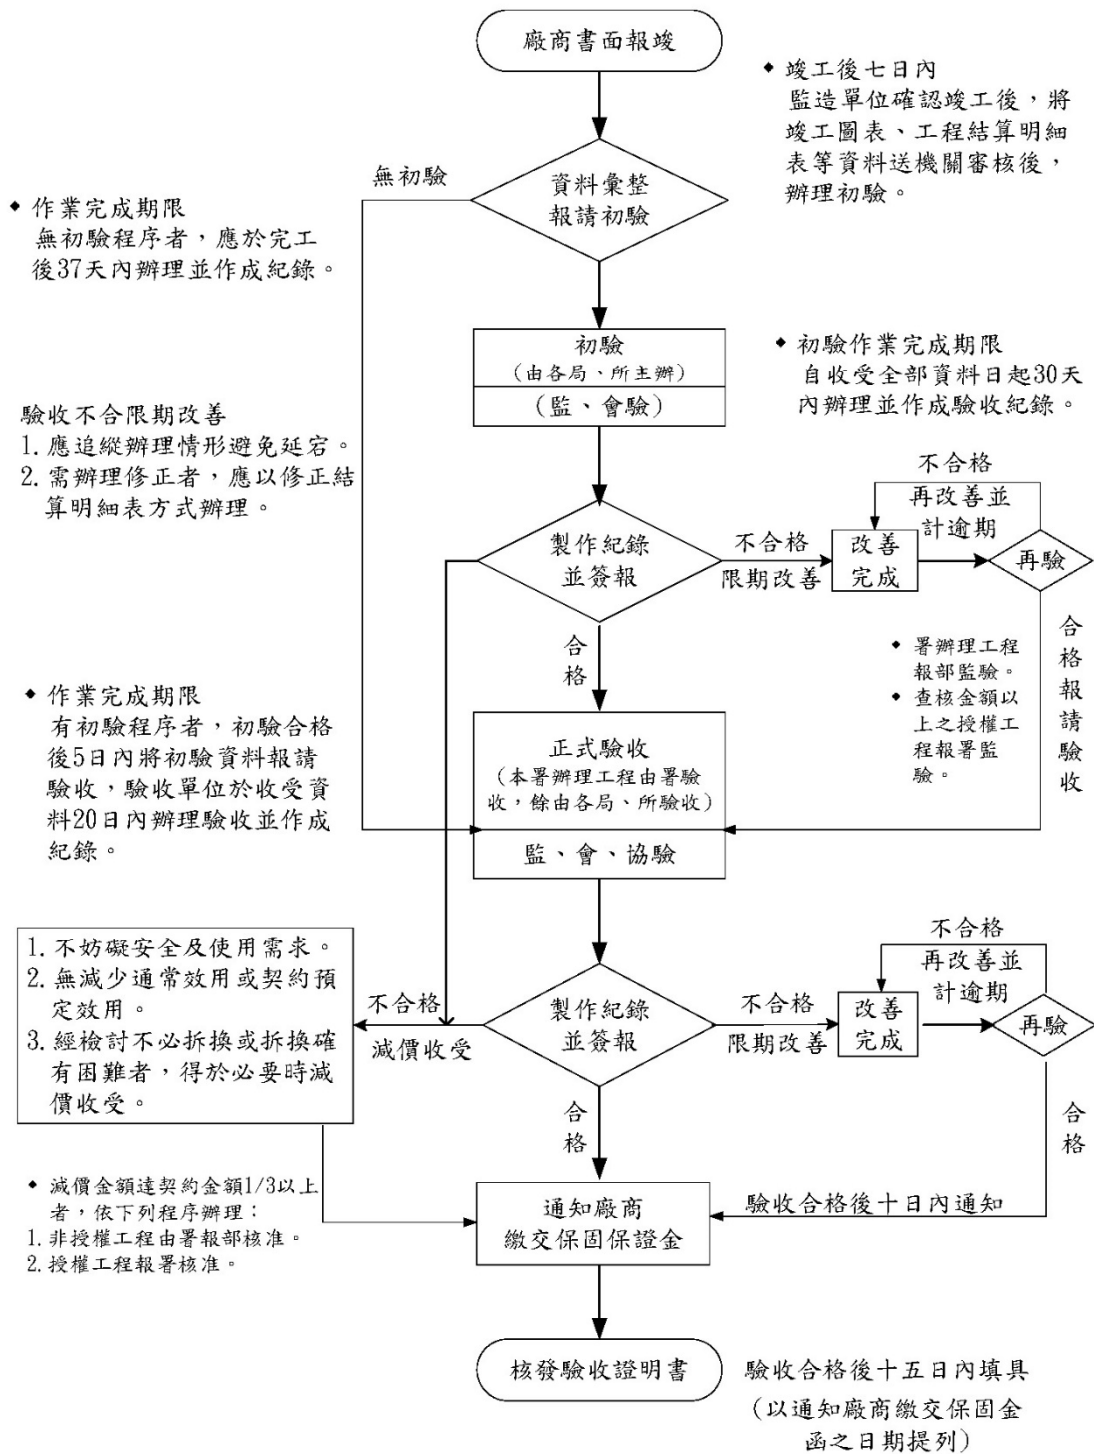 廠商書面報竣
◆ 竣工後七日內
監造單位確認竣工後，將
竣工圖表、工程結算明細
表等資料送機關審核後，
辦理初驗。
無初驗
資料彙整
報請初驗
◆ 作業完成期限
無初驗程序者，應於完工
後37天內辦理並作成紀錄。
初驗
（由各局、所主辦）
（監、會驗）
◆ 初驗作業完成期限
自收受全部資料日起30天
內辦理並作成驗收紀錄。
驗收不合限期改善
1. 應追縱辦理情形避免延宕。
2. 需辦理修正者，應以修正結
算明細表方式辦理。
製作紀錄
並簽報
不合格
限期改善
改善
完成
不合格
再改善並
計逾期
再驗
合格
合格報請驗收
◆ 署辦理工程
報部監驗。
◆ 查核金額以
上之授權工
程報署監
驗。
◆ 作業完成期限
有初驗程序者，初驗合格
後5日內將初驗資料報請
驗收，驗收單位於收受資
料20日內辦理驗收並作成
紀錄。
正式驗收
（本署辦理工程由署驗
收，餘由各局、所驗收）
監、會、協驗
1. 不妨礙安全及使用需求。
2. 無減少通常效用或契約預
定效用。
3. 經檢討不必拆換或拆換確
有困難者，得於必要時減
價收受。
不合格
減價收受
製作紀錄
並簽報
不合格
限期改善
改善
完成
不合格
再改善並
計逾期
再驗
合格
合格
◆ 減價金額達契約金額1/3以上
者，依下列程序辦理：
1. 非授權工程由署報部核准。
2. 授權工程報署核准。
通知廠商
繳交保固保證金
驗收合格後十日內通知
核發驗收證明書
驗收合格後十五日內填具
（以通知廠商繳交保固金
函之日期提列）